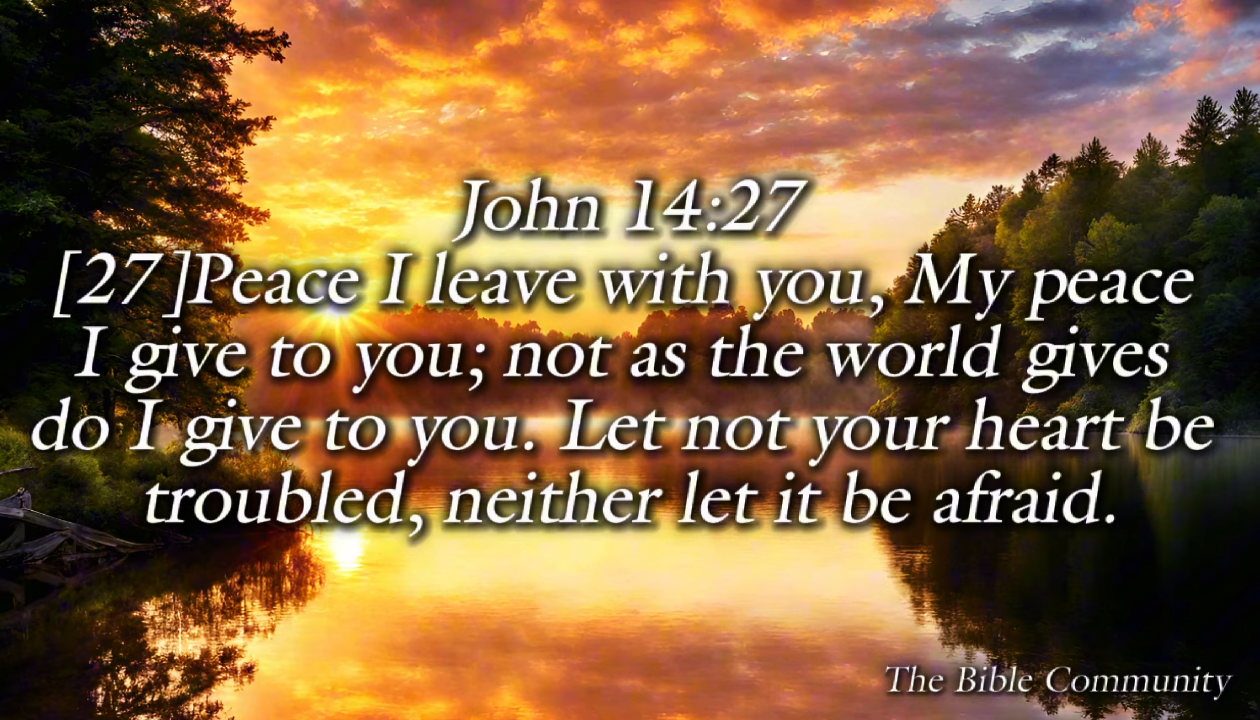 John 14:27
[27]Peace I leave with you, My peace
I give to you; not as the world gives
do I give to you. Let not your heart be
troubled, neither let it be afraid.
The Bible Community